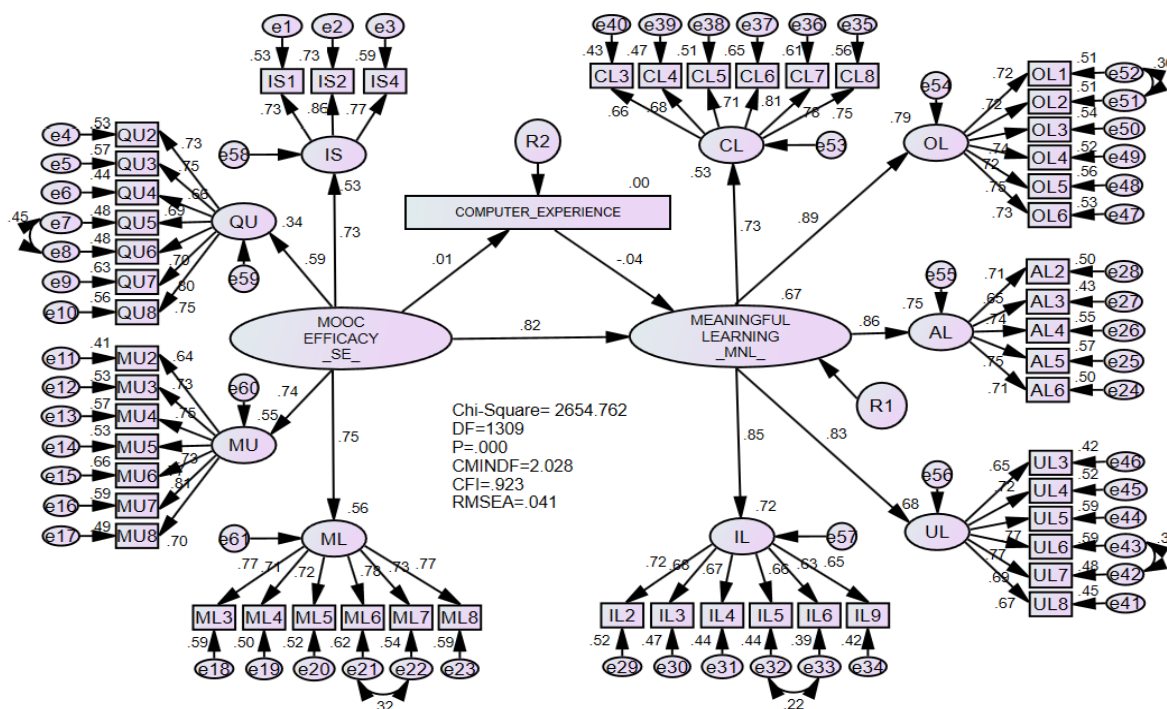 e1 e2 e3
.53 .73 .59
IS1 IS2 IS4
.73 .86 .77
e58 IS
.53
.73
e40 e39 e38 e37 e36 e35
.43 .47 .51 .65 .61 .56
CL3 CL4 CL5 CL6 CL7 CL8
.66 .68 .71 .81 .78 .75
CL e53
.53
.73
e54
.79
OL
.89
OL1 .51 e52
OL2 .51 e51
OL3 .54 e50
OL4 .52 e49
OL5 .56 e48
OL6 .53 e47
.72
.72
.74
.72
.75
.73
e4 .53 QU2 .73
e5 .57 QU3 .75
e6 .44 QU4 .66
e7 .48 QU5 .69
e8 .48 QU6 .70
e9 .63 QU7 .80
e10 .56 QU8 .75
.45
QU .34
e59
.59
R2
.00
COMPUTER_EXPERIENCE
.01
-.04
MOOC
EFFICACY
_SE_
.82
.67
MEANINGFUL
LEARNING
_MNL_
R1
.86
e55
.75
AL
AL2 .50 e28
AL3 .43 e27
AL4 .55 e26
AL5 .57 e25
AL6 .50 e24
.71
.65
.74
.75
.71
e11 .41 MU2 .64
e12 .53 MU3 .73
e13 .57 MU4 .75
e14 .53 MU5 .73
e15 .66 MU6
e16 .59 MU7 .81
e17 .49 MU8 .70
e60
.55
MU
.74
.75
Chi-Square= 2654.762
DF=1309
P=.000
CMINDF=2.028
CFI=.923
RMSEA=.041
.85
.83
e56
.68
UL
UL3 .42 e46
UL4 .52 e45
UL5 .59 e44
UL6 .59 e43
UL7 .48 e42
UL8 .45 e41
.65
.72
.77
.77
.69
.67
.56
e61 ML
.77 .71 .72 .78 .73 .77
ML3 ML4 ML5 ML6 ML7 ML8
.59 .50 .52 .62 .54 .59
e18 e19 e20 e21 e22 e23
.32
.72
IL e57
.72 .68 .67 .66 .63 .65
IL2 IL3 IL4 IL5 IL6 IL9
.52 .47 .44 .44 .39 .42
e29 e30 e31 e32 e33 e34
.22